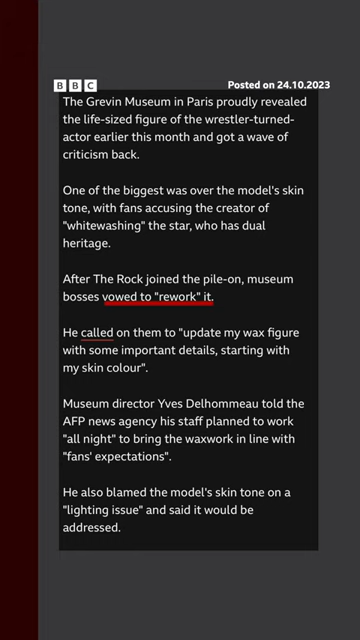 BBC
Posted on 24.10.2023
The Grevin Museum in Paris proudly revealed
the life-sized figure of the wrestler-turned-
actor earlier this month and got a wave of
criticism back.
One of the biggest was over the model's skin
tone, with fans accusing the creator of
"whitewashing" the star, who has dual
heritage.
After The Rock joined the pile-on, museum
bosses vowed to "rework" it.
He called on them to "update my wax figure
with some important details, starting with
my skin colour".
Museum director Yves Delhommeau told the
AFP news agency his staff planned to work
"all night" to bring the waxwork in line with
"fans' expectations".
He also blamed the model's skin tone on a
"lighting issue" and said it would be
addressed.